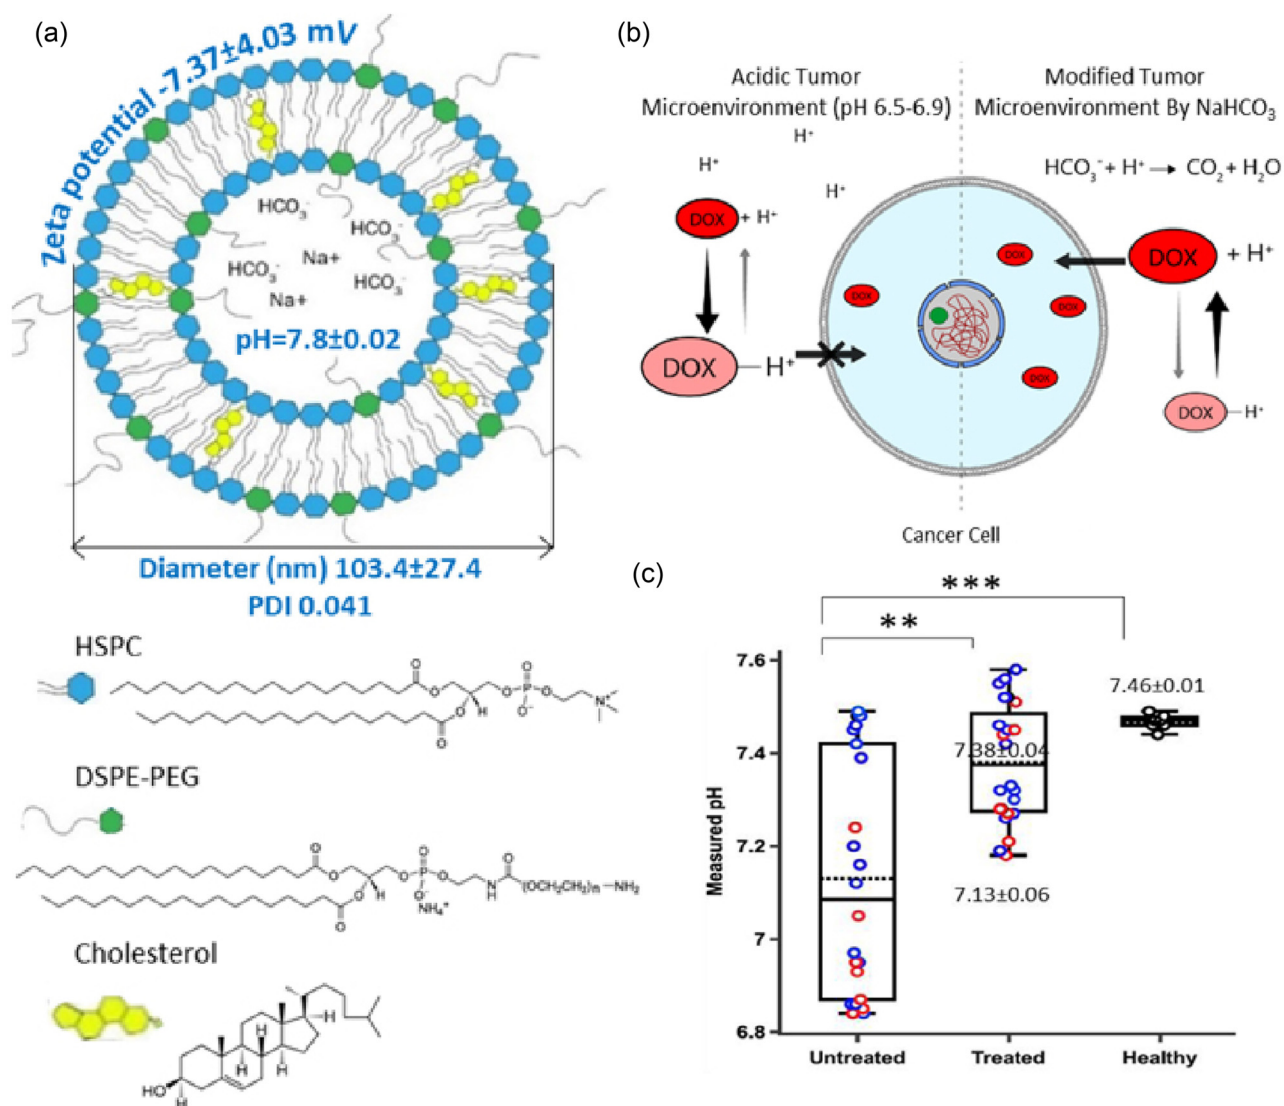 (a)
Zeta potential -7.37±4.03 mV
HCO₃⁻
HCO₃⁻
HCO₃⁻
Na+
HCO₃⁻
Na+
pH=7.8±0.02
Diameter (nm) 103.4±27.4
PDI 0.041
HSPC
O
O
O
O
P
O
O⁻
O
N⁺
H
O
DSPE-PEG
O
O
O
O
P
O
O⁻
NH₄⁺
O
N
H
O
(OCH₂CH₂)n
NH₂
H
O
Cholesterol
H
H
H
H
HO
H
(b)
Acidic Tumor
Microenvironment (pH 6.5-6.9)
Modified Tumor
Microenvironment By NaHCO₃
H⁺
H⁺
H⁺
HCO₃⁻ + H⁺ → CO₂ + H₂O
DOX + H⁺
DOX — H⁺
DOX
DOX
DOX
DOX
DOX + H⁺
DOX — H⁺
Cancer Cell
(c)
***
**
7.46±0.01
7.38±0.04
7.13±0.06
Measured pH
7.6
7.4
7.2
7
6.8
Untreated
Treated
Healthy